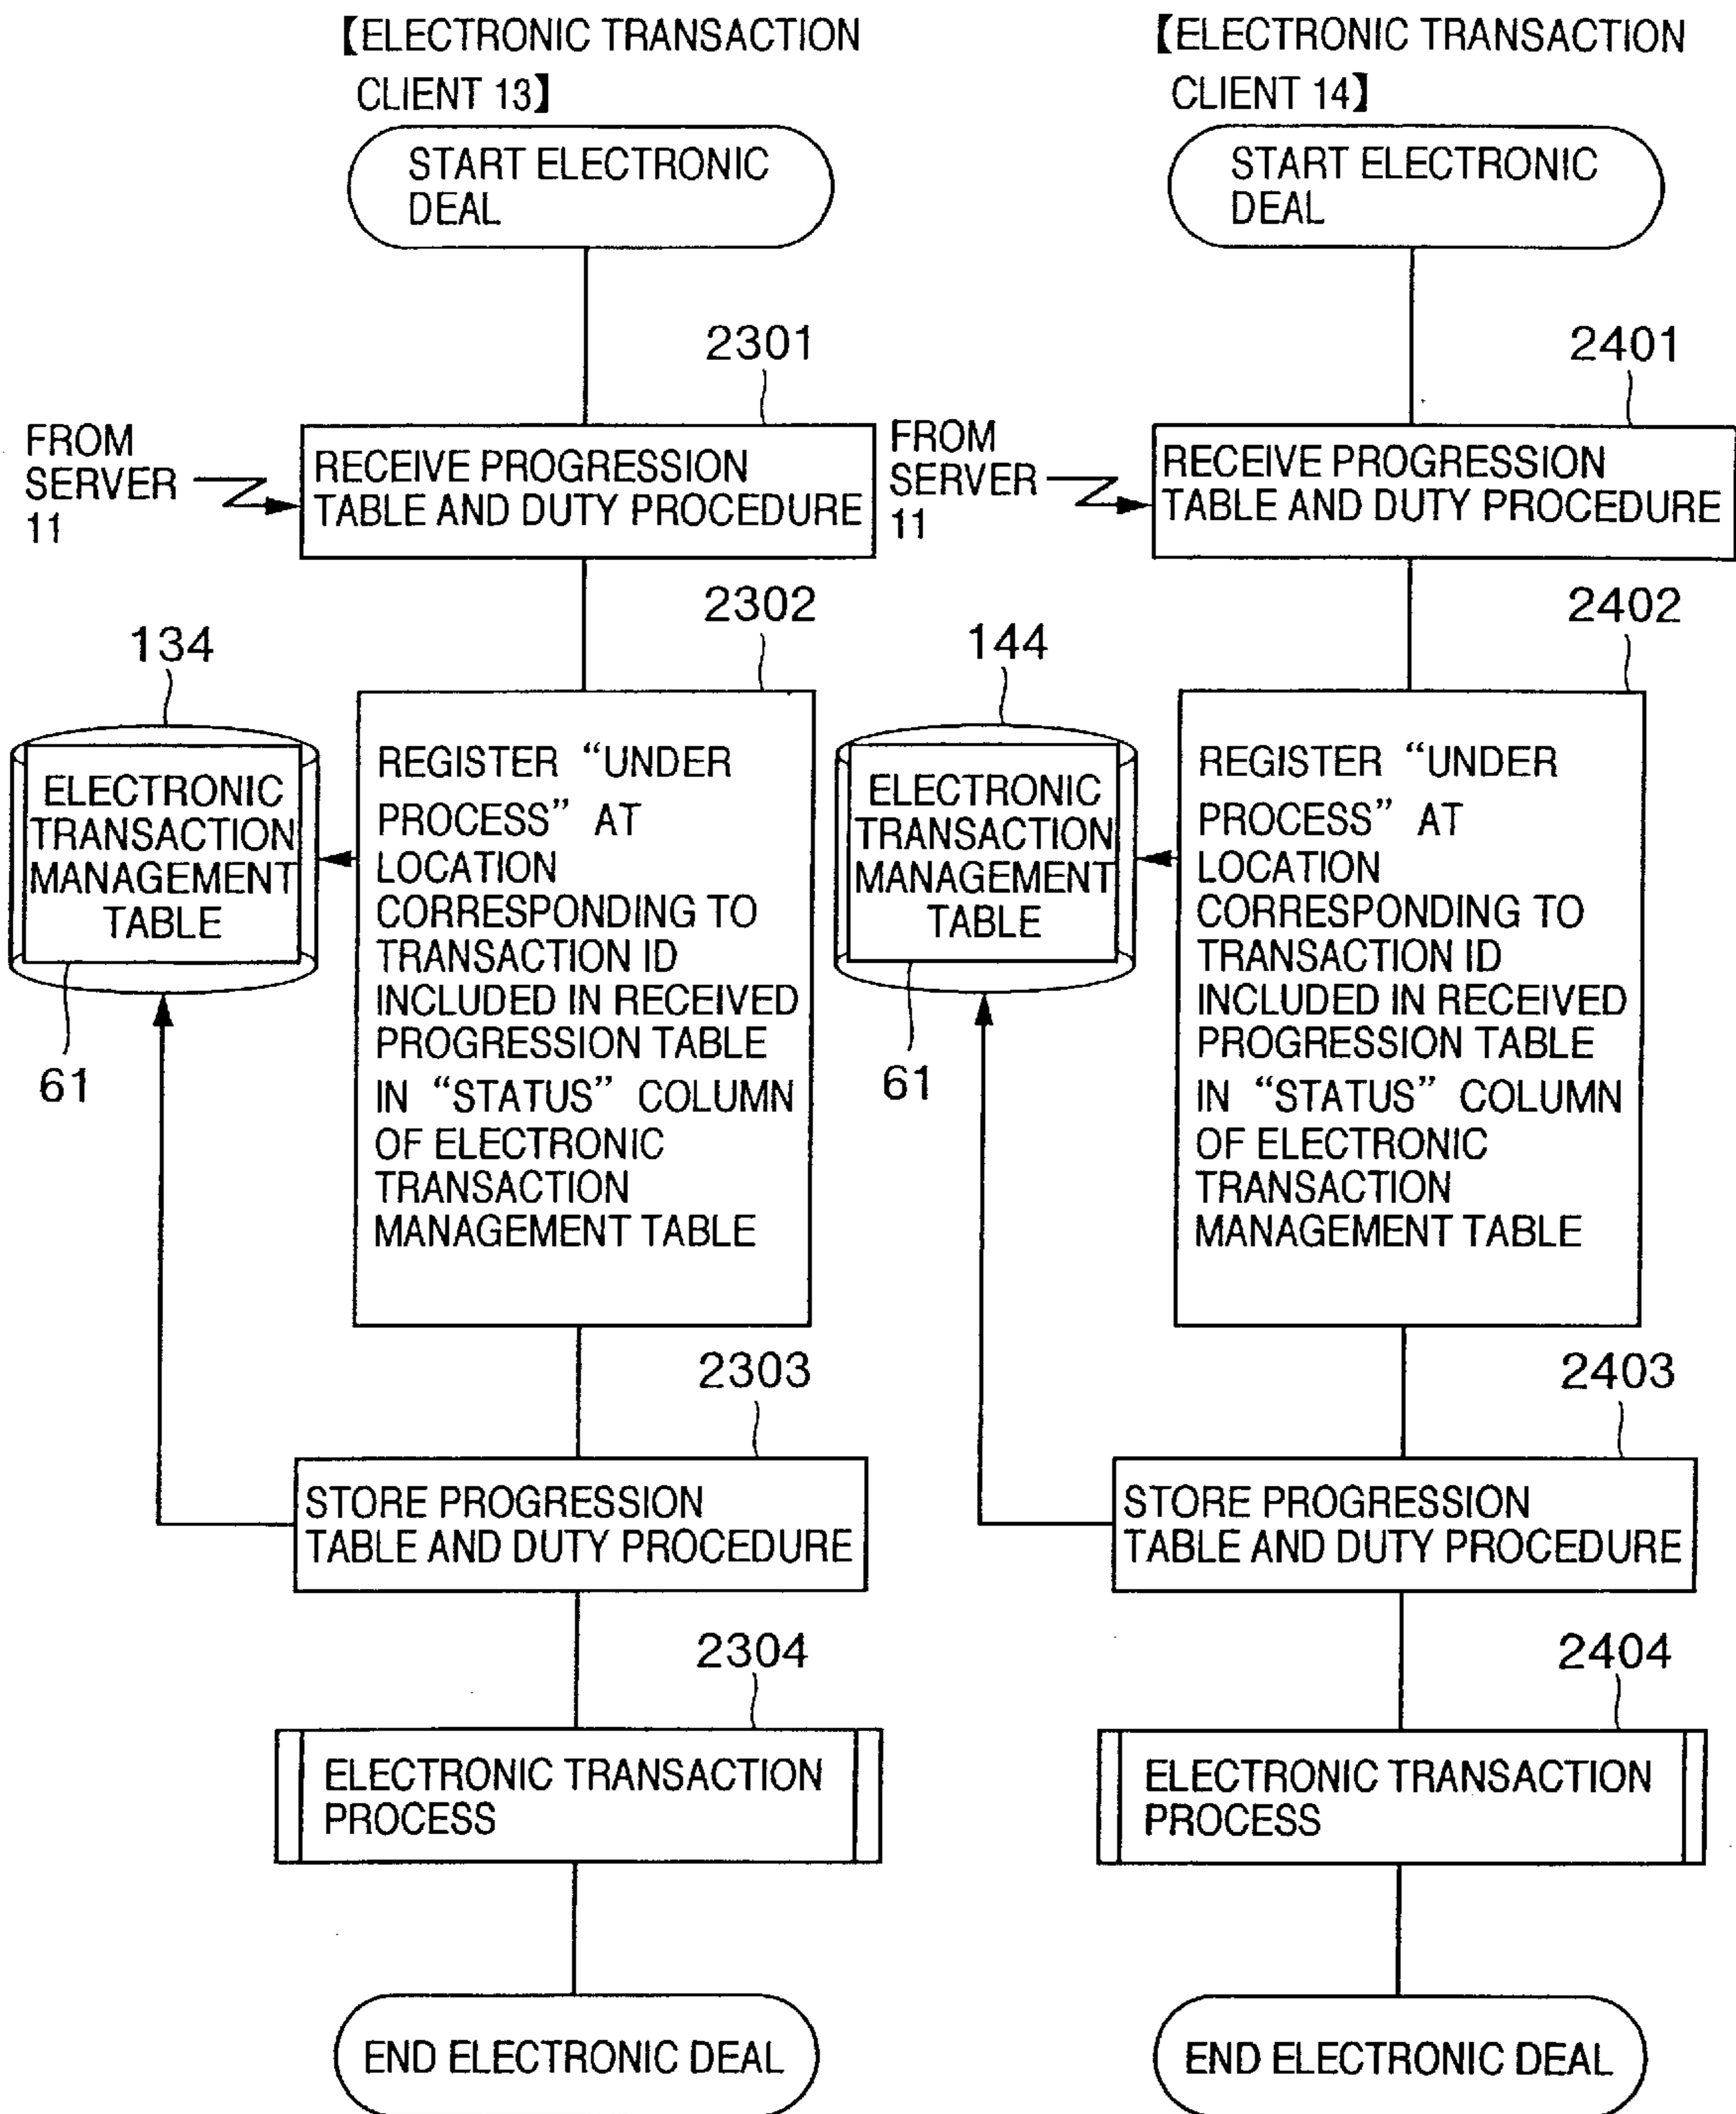 【ELECTRONIC TRANSACTION
CLIENT 13】
START ELECTRONIC
DEAL
2301
FROM
SERVER
11
RECEIVE PROGRESSION
TABLE AND DUTY PROCEDURE
2302
134
ELECTRONIC
TRANSACTION
MANAGEMENT
TABLE
61
REGISTER “UNDER
PROCESS” AT
LOCATION
CORRESPONDING TO
TRANSACTION ID
INCLUDED IN RECEIVED
PROGRESSION TABLE
IN “STATUS” COLUMN
OF ELECTRONIC
TRANSACTION
MANAGEMENT TABLE
2303
STORE PROGRESSION
TABLE AND DUTY PROCEDURE
2304
ELECTRONIC TRANSACTION
PROCESS
END ELECTRONIC DEAL
【ELECTRONIC TRANSACTION
CLIENT 14】
START ELECTRONIC
DEAL
2401
FROM
SERVER
11
RECEIVE PROGRESSION
TABLE AND DUTY PROCEDURE
2402
144
ELECTRONIC
TRANSACTION
MANAGEMENT
TABLE
61
REGISTER “UNDER
PROCESS” AT
LOCATION
CORRESPONDING TO
TRANSACTION ID
INCLUDED IN RECEIVED
PROGRESSION TABLE
IN “STATUS” COLUMN
OF ELECTRONIC
TRANSACTION
MANAGEMENT TABLE
2403
STORE PROGRESSION
TABLE AND DUTY PROCEDURE
2404
ELECTRONIC TRANSACTION
PROCESS
END ELECTRONIC DEAL